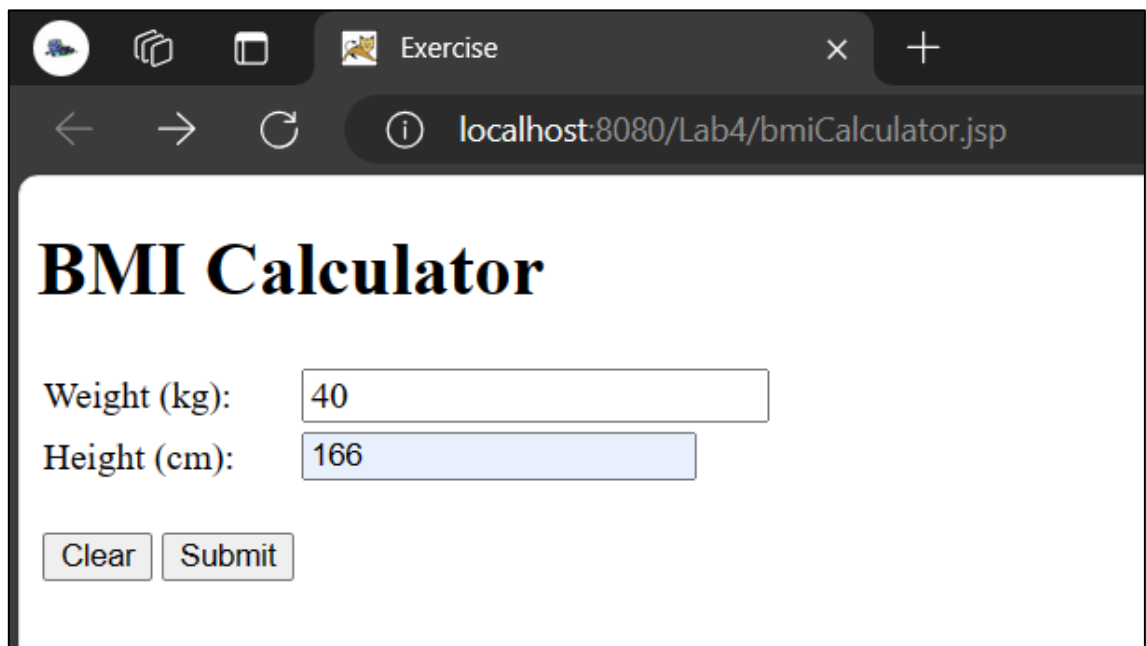 Exercise
localhost:8080/Lab4/bmiCalculator.jsp
BMI Calculator
Weight (kg): 40
Height (cm): 166
Clear Submit